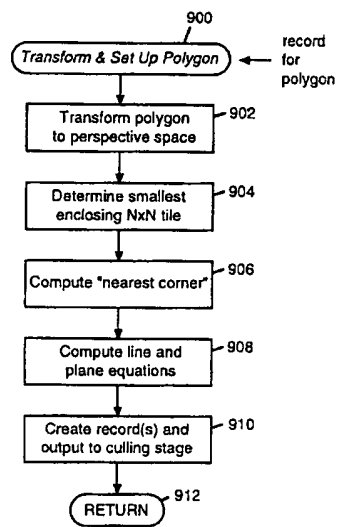 900
Transform & Set Up Polygon
record
for
polygon
902
Transform polygon
to perspective space
904
Determine smallest
enclosing NxN tile
906
Compute "nearest corner"
908
Compute line and
plane equations
910
Create record(s) and
output to culling stage
RETURN
912